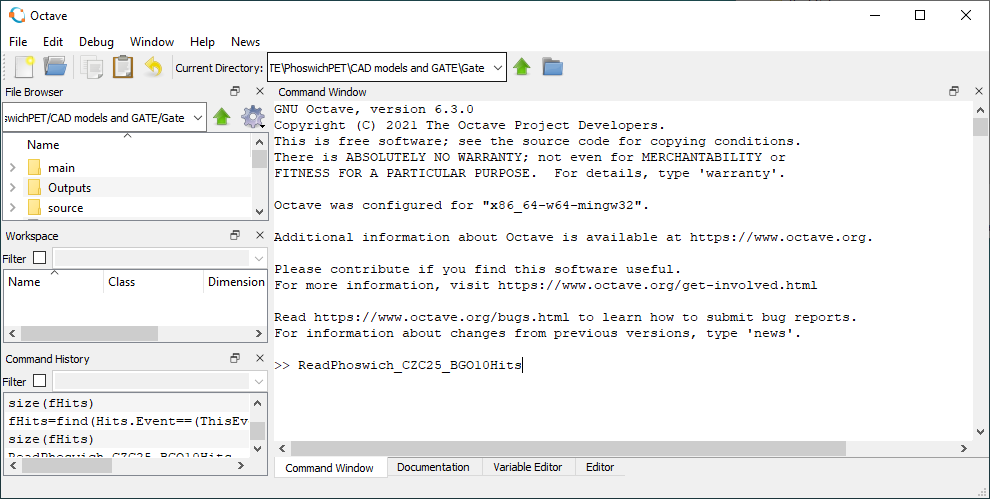 Octave
File Edit Debug Window Help News
Current Directory: TE\PhoswichPET\CAD models and GATE\Gate
File Browser
swichPET/CAD models and GATE/Gate
Name
main
Outputs
source
Workspace
Filter
Name Class Dimension
Command History
Filter
size(fHits)
fHits=find(Hits.Event==(ThisEv
size(fHits)
ReadPhoswich_CZC25_BGO10Hits
Command Window
GNU Octave, version 6.3.0
Copyright (C) 2021 The Octave Project Developers.
This is free software; see the source code for copying conditions.
There is ABSOLUTELY NO WARRANTY; not even for MERCHANTABILITY or
FITNESS FOR A PARTICULAR PURPOSE.  For details, type 'warranty'.
Octave was configured for "x86_64-w64-mingw32".
Additional information about Octave is available at https://www.octave.org.
Please contribute if you find this software useful.
For more information, visit https://www.octave.org/get-involved.html
Read https://www.octave.org/bugs.html to learn how to submit bug reports.
For information about changes from previous versions, type 'news'.
>> ReadPhoswich_CZC25_BGO10Hits
Command Window Documentation Variable Editor Editor